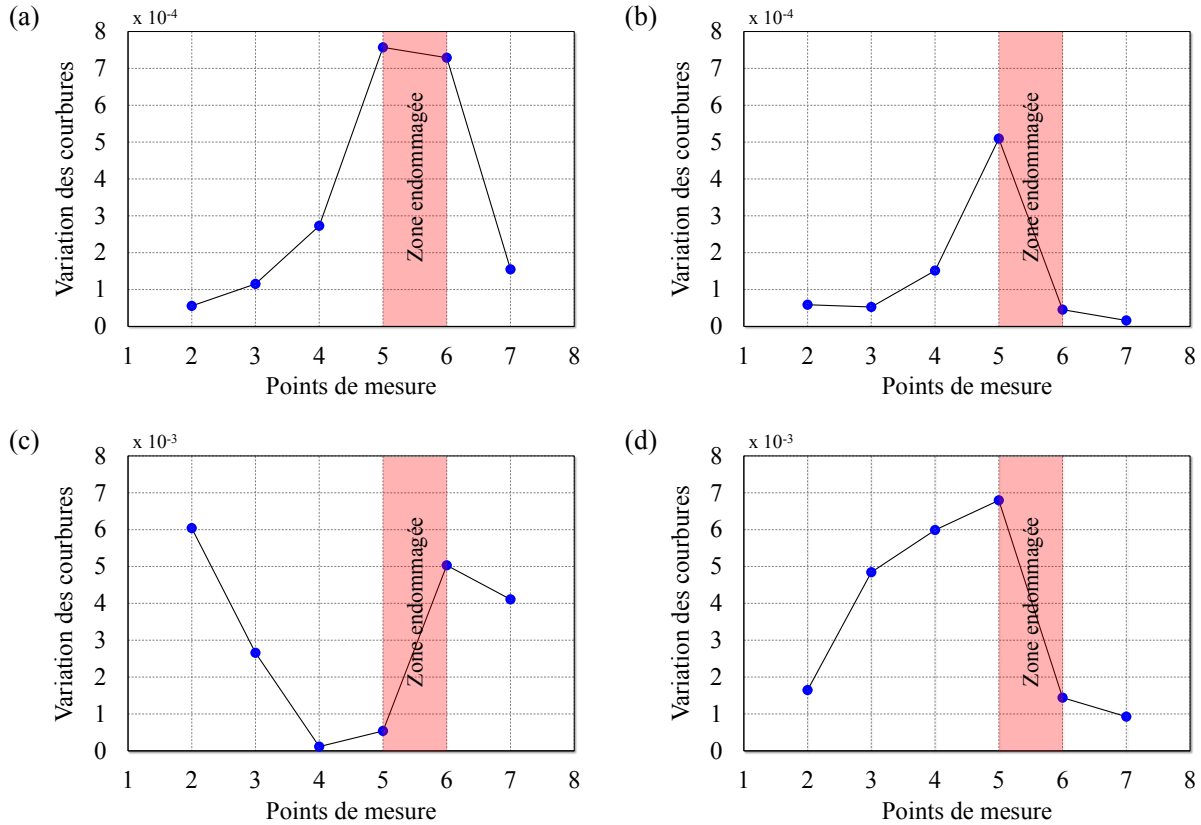 (a)
x 10-4
8
7
6
5
4
3
2
1
0
Variation des courbures
Zone endommagée
1 2 3 4 5 6 7 8
Points de mesure
(b)
x 10-4
8
7
6
5
4
3
2
1
0
Variation des courbures
Zone endommagée
1 2 3 4 5 6 7 8
Points de mesure
(c)
x 10-3
8
7
6
5
4
3
2
1
0
Variation des courbures
Zone endommagée
1 2 3 4 5 6 7 8
Points de mesure
(d)
x 10-3
8
7
6
5
4
3
2
1
0
Variation des courbures
Zone endommagée
1 2 3 4 5 6 7 8
Points de mesure